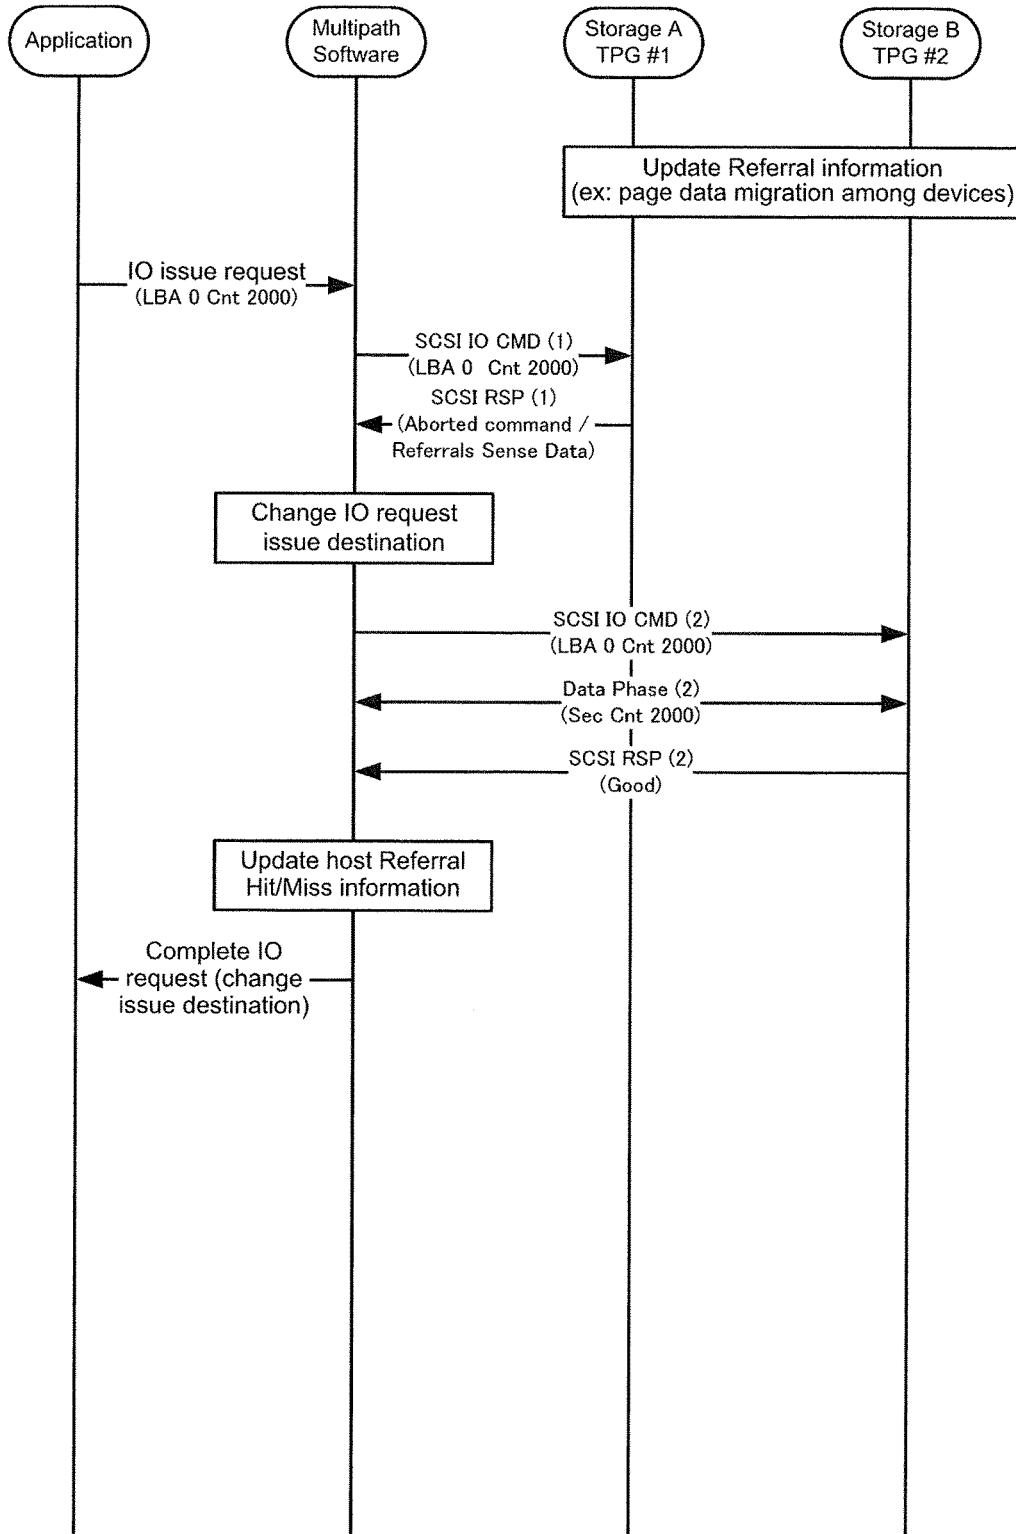 Application
Multipath
Software
Storage A
TPG #1
Storage B
TPG #2
Update Referral information
(ex: page data migration among devices)
IO issue request
(LBA 0 Cnt 2000)
SCSI IO CMD (1)
(LBA 0 Cnt 2000)
SCSI RSP (1)
(Aborted command /
Referrals Sense Data)
Change IO request
issue destination
SCSI IO CMD (2)
(LBA 0 Cnt 2000)
Data Phase (2)
(Sec Cnt 2000)
SCSI RSP (2)
(Good)
Update host Referral
Hit/Miss information
Complete IO
request (change
issue destination)